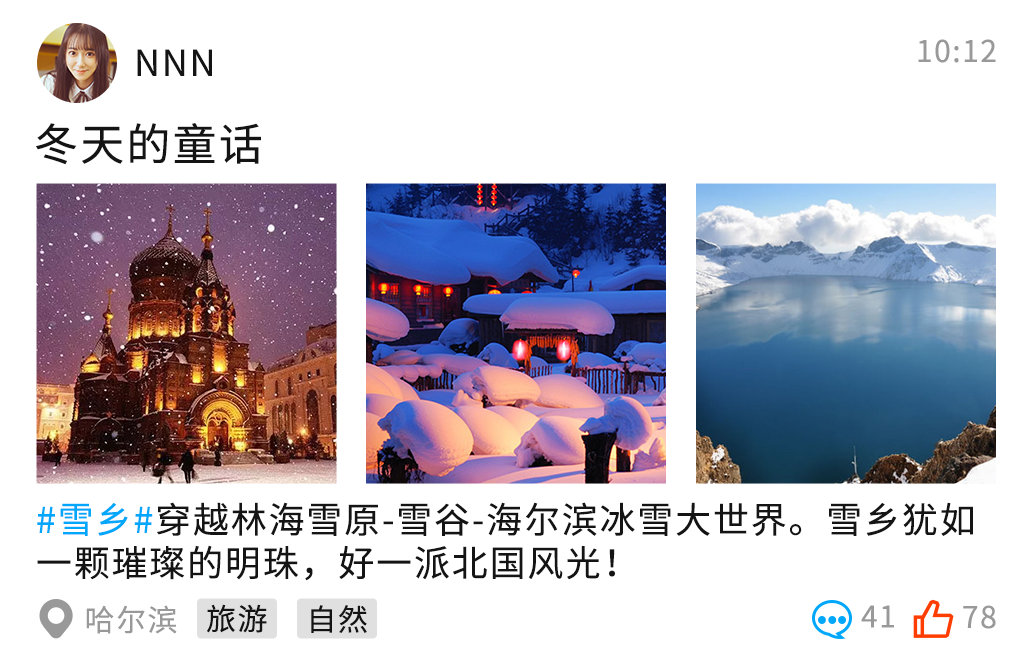 NNN
10:12
冬天的童话
#雪乡#穿越林海雪原-雪谷-海尔滨冰雪大世界。雪乡犹如
一颗璀璨的明珠，好一派北国风光！
哈尔滨 旅游 自然 41 78